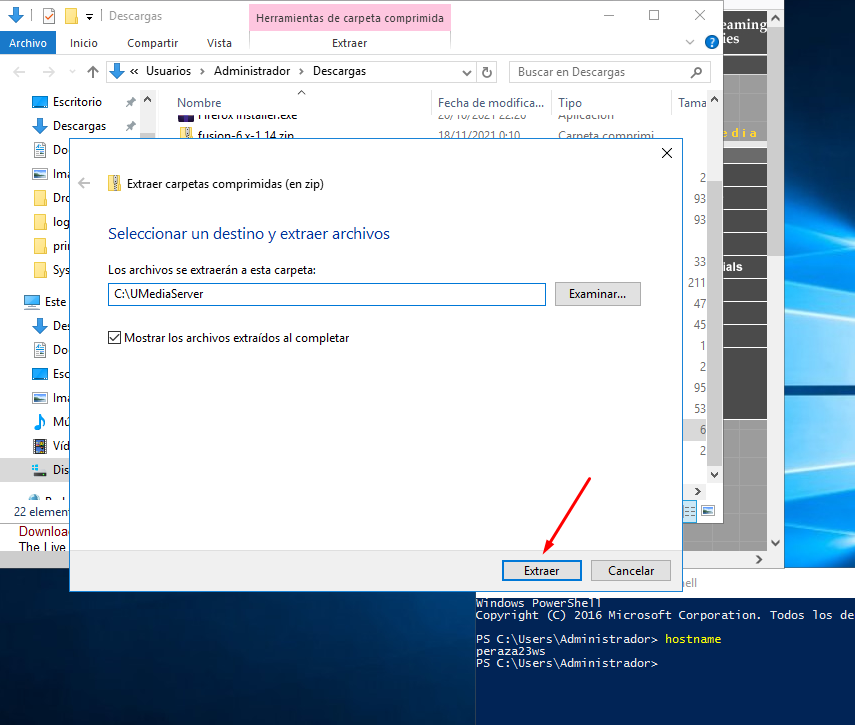 Descargas
Herramientas de carpeta comprimida
Archivo Inicio Compartir Vista Extraer
« Usuarios > Administrador > Descargas
Buscar en Descargas
Escritorio
Descargas
Nombre Fecha de modifica... Tipo Tama
Firefox Installer.exe 26/10/2021 22:26 Aplicación
fusion-6.x-1.14.zip 18/11/2021 0:10 Carpeta comprimi...
Extraer carpetas comprimidas (en zip)
Seleccionar un destino y extraer archivos
Los archivos se extraerán a esta carpeta:
C:\UMediaServer
Examinar...
Mostrar los archivos extraídos al completar
Extraer
Cancelar
Do
Ima
Dro
log
pri
Sys
Este
Des
Do
Esc
Ima
Mú
Víd
Dis
22 element
Downloa
The Live
2
93
93
33
211
47
45
1
2
95
53
6
2
eaming
ies
edia
ials
ell
Windows PowerShell
Copyright (C) 2016 Microsoft Corporation. Todos los de
PS C:\Users\Administrador> hostname
peraza23ws
PS C:\Users\Administrador>